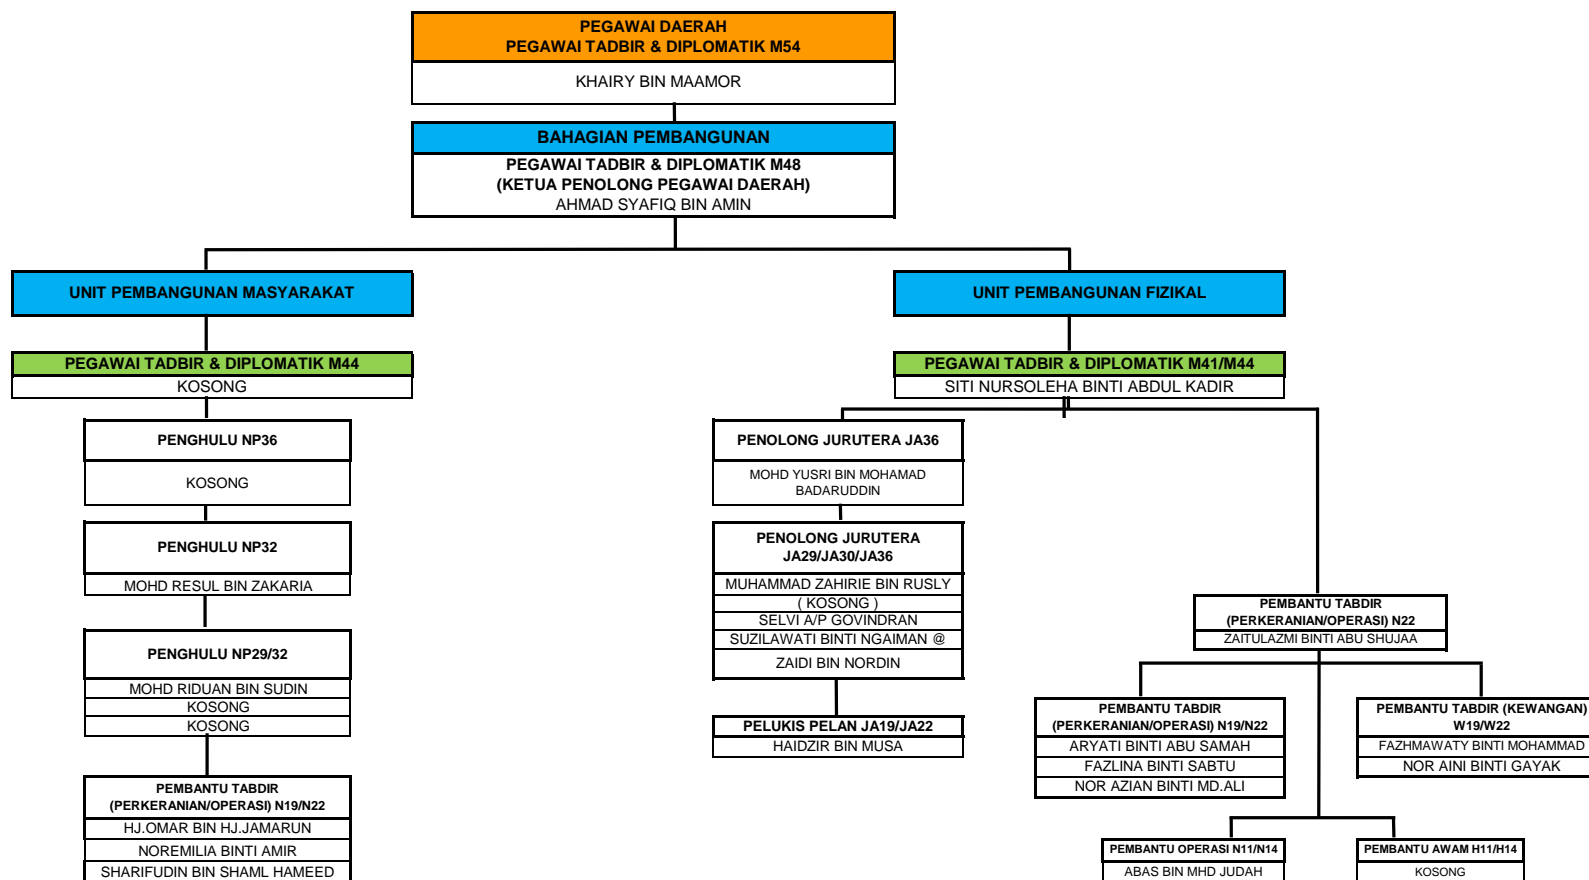 PEGAWAI DAERAH
PEGAWAI TADBIR & DIPLOMATIK M54
KHAIRY BIN MAAMOR
BAHAGIAN PEMBANGUNAN
PEGAWAI TADBIR & DIPLOMATIK M48
(KETUA PENOLONG PEGAWAI DAERAH)
AHMAD SYAFIQ BIN AMIN
UNIT PEMBANGUNAN MASYARAKAT
PEGAWAI TADBIR & DIPLOMATIK M44
KOSONG
PENGHULU NP36
KOSONG
PENGHULU NP32
MOHD RESUL BIN ZAKARIA
PENGHULU NP29/32
MOHD RIDUAN BIN SUDIN
KOSONG
KOSONG
PEMBANTU TABDIR
(PERKERANIAN/OPERASI) N19/N22
HJ.OMAR BIN HJ.JAMARUN
NOREMILIA BINTI AMIR
SHARIFUDIN BIN SHAML HAMEED
UNIT PEMBANGUNAN FIZIKAL
PEGAWAI TADBIR & DIPLOMATIK M41/M44
SITI NURSOLEHA BINTI ABDUL KADIR
PENOLONG JURUTERA JA36
MOHD YUSRI BIN MOHAMAD
BADARUDDIN
PENOLONG JURUTERA
JA29/JA30/JA36
MUHAMMAD ZAHIRIE BIN RUSLY
( KOSONG )
SELVI A/P GOVINDRAN
SUZILAWATI BINTI NGAIMAN @
ZAIDI BIN NORDIN
PELUKIS PELAN JA19/JA22
HAIDZIR BIN MUSA
PEMBANTU TABDIR
(PERKERANIAN/OPERASI) N22
ZAITULAZMI BINTI ABU SHUJAA
PEMBANTU TABDIR
(PERKERANIAN/OPERASI) N19/N22
ARYATI BINTI ABU SAMAH
FAZLINA BINTI SABTU
NOR AZIAN BINTI MD.ALI
PEMBANTU TABDIR (KEWANGAN)
W19/W22
FAZHMAWATY BINTI MOHAMMAD
NOR AINI BINTI GAYAK
PEMBANTU OPERASI N11/N14
ABAS BIN MHD JUDAH
PEMBANTU AWAM H11/H14
KOSONG